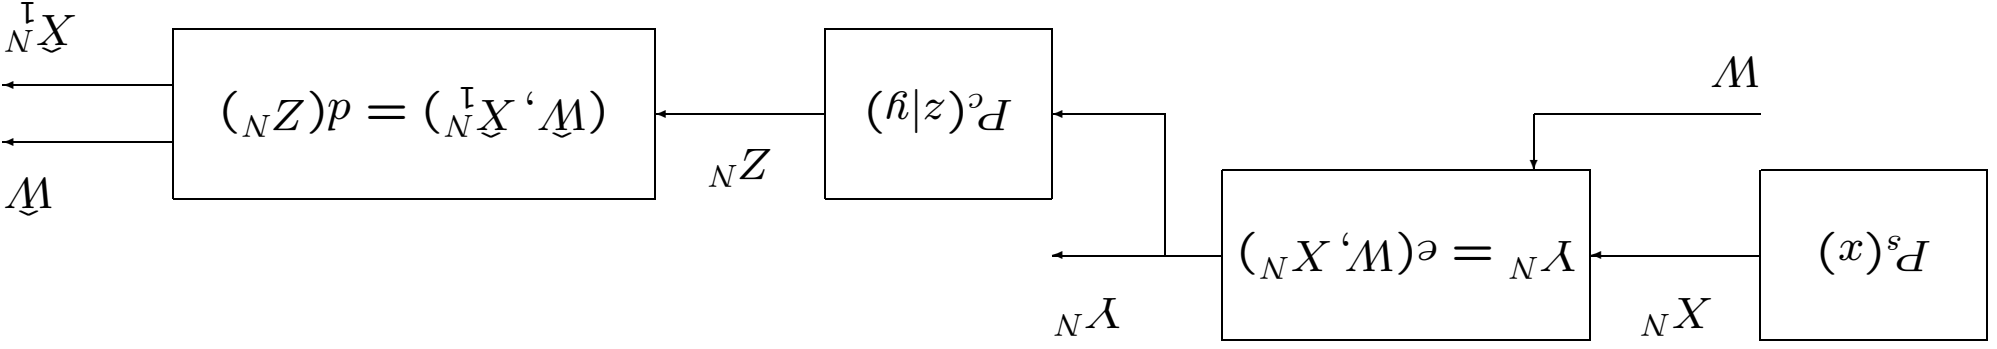 X^N
Y^N
P_s(x)
Y^N = e(W, X^N)
W
Z^N
P_c(z|y)
(Ŵ, X̂_1^N) = d(Z^N)
Ŵ
X̂_1^N